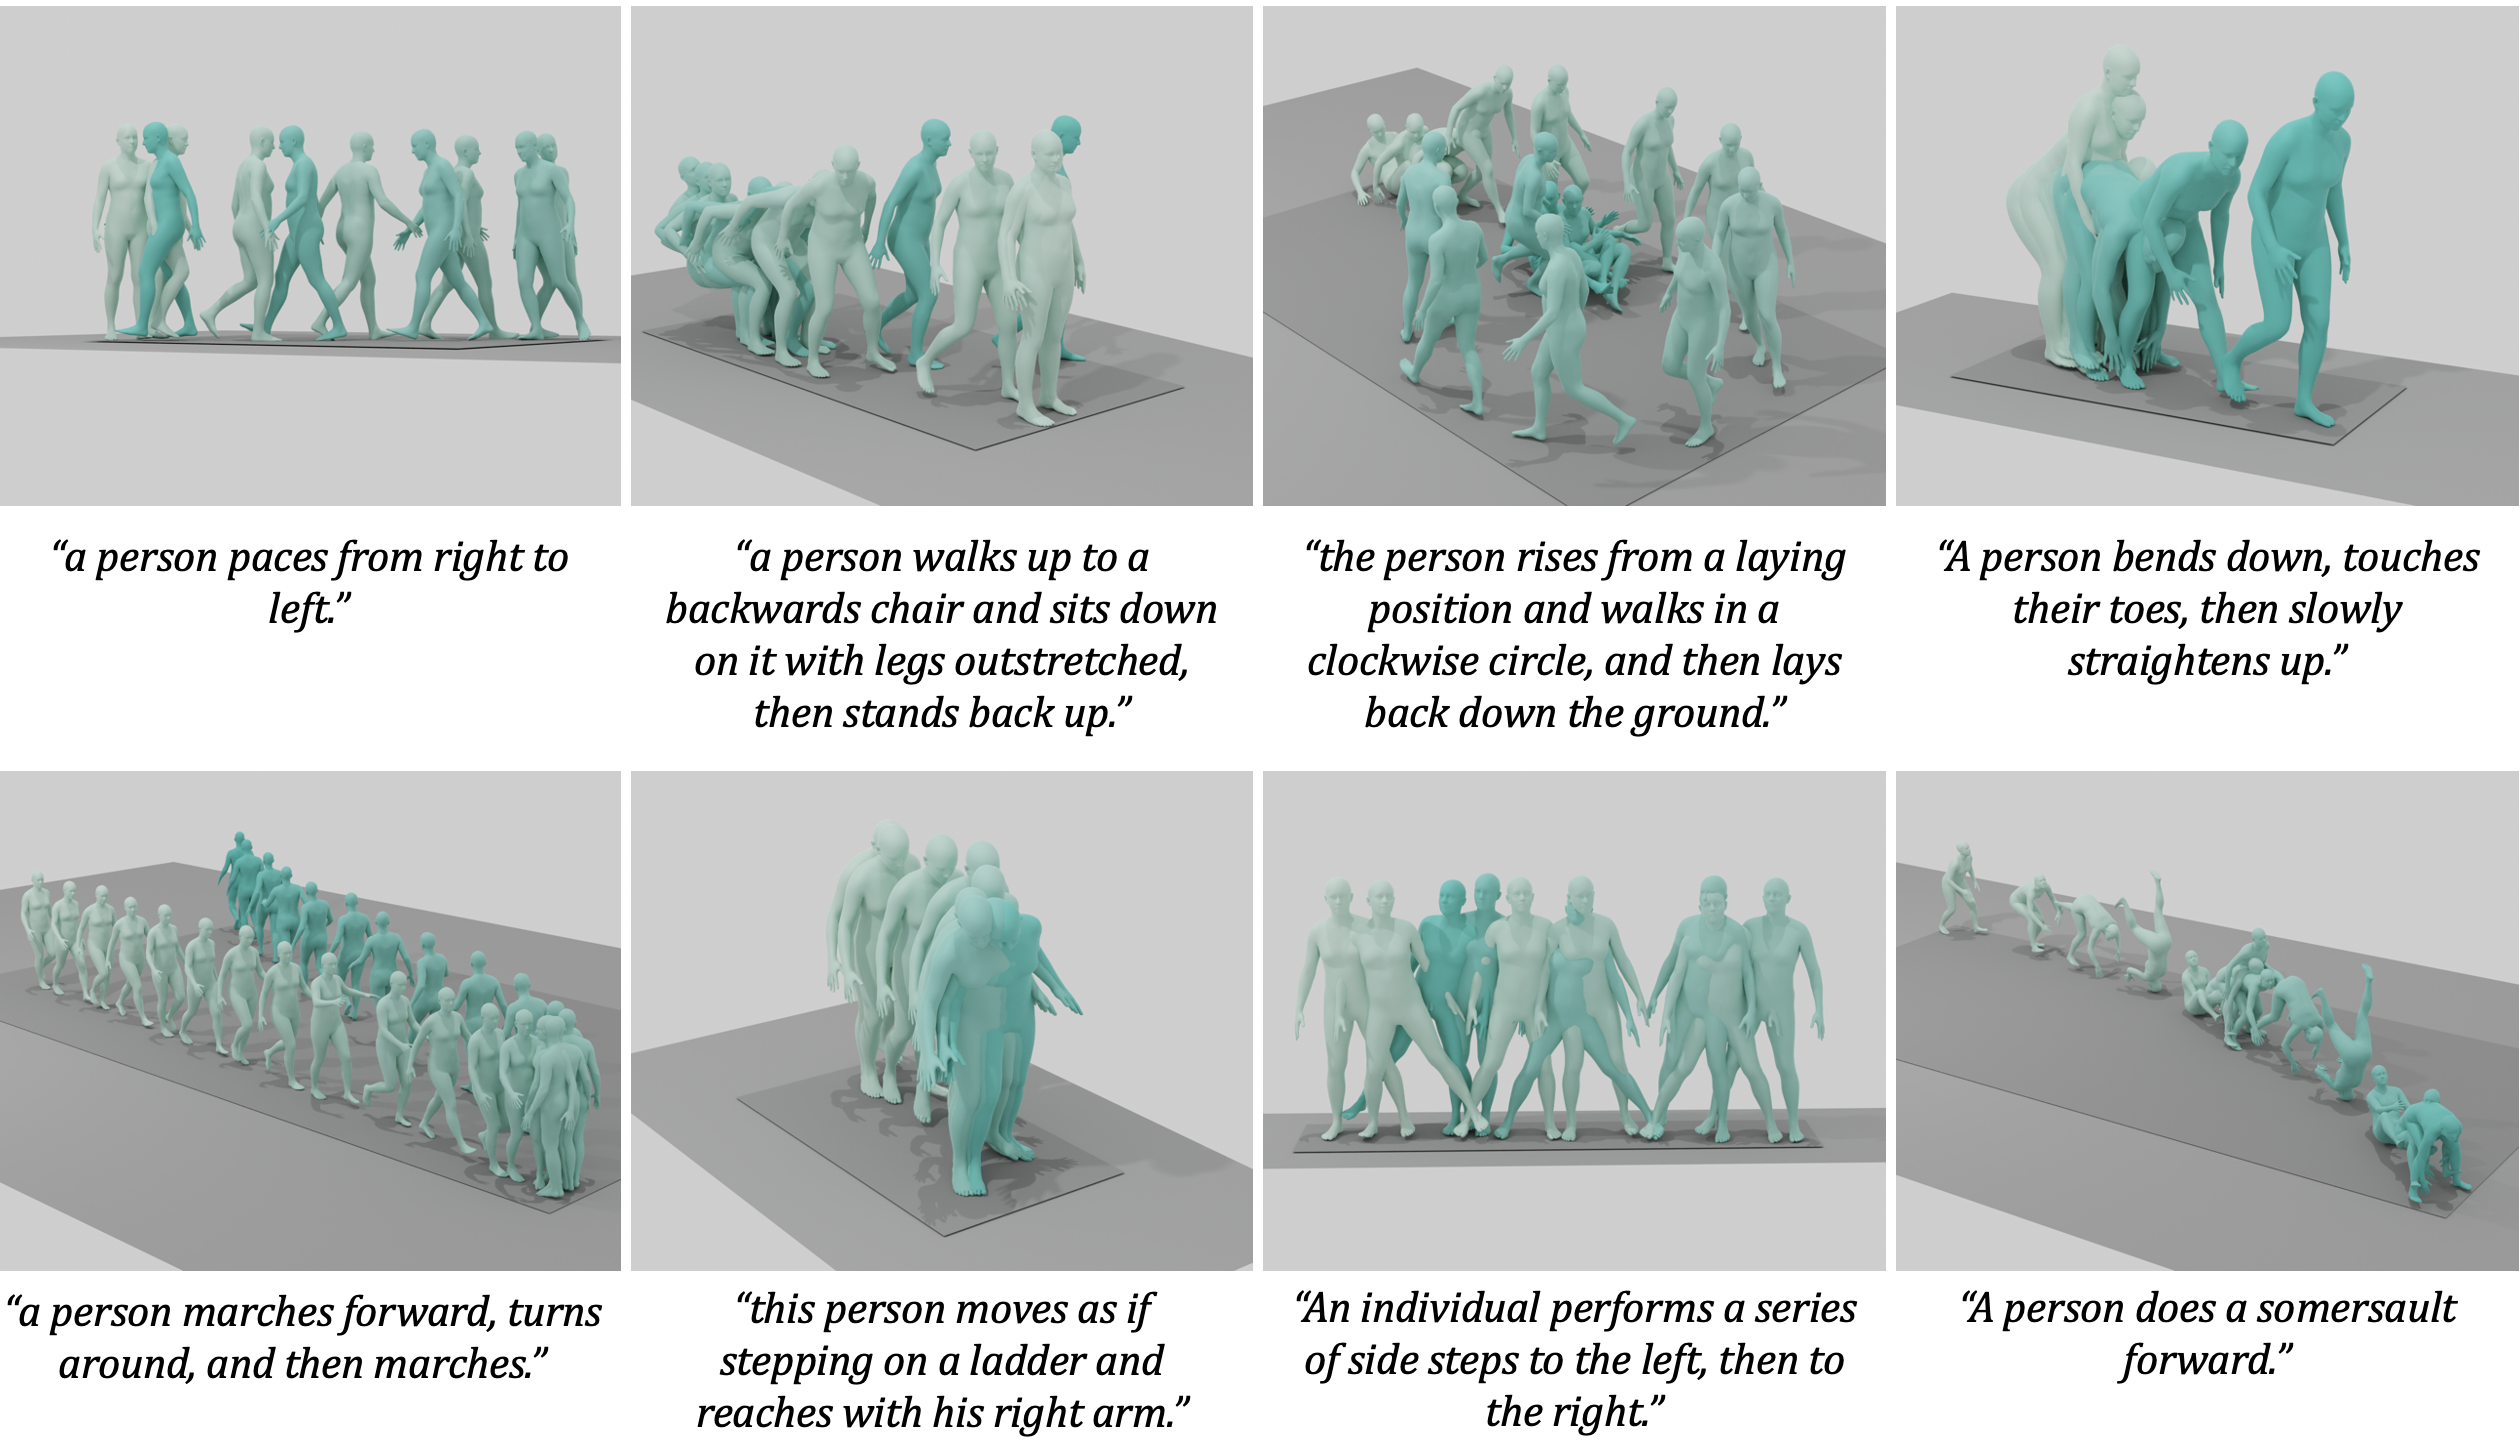 “a person paces from right to
left.”
“a person walks up to a
backwards chair and sits down
on it with legs outstretched,
then stands back up.”
“the person rises from a laying
position and walks in a
clockwise circle, and then lays
back down the ground.”
“A person bends down, touches
their toes, then slowly
straightens up.”
“a person marches forward, turns
around, and then marches.”
“this person moves as if
stepping on a ladder and
reaches with his right arm.”
“An individual performs a series
of side steps to the left, then to
the right.”
“A person does a somersault
forward.”